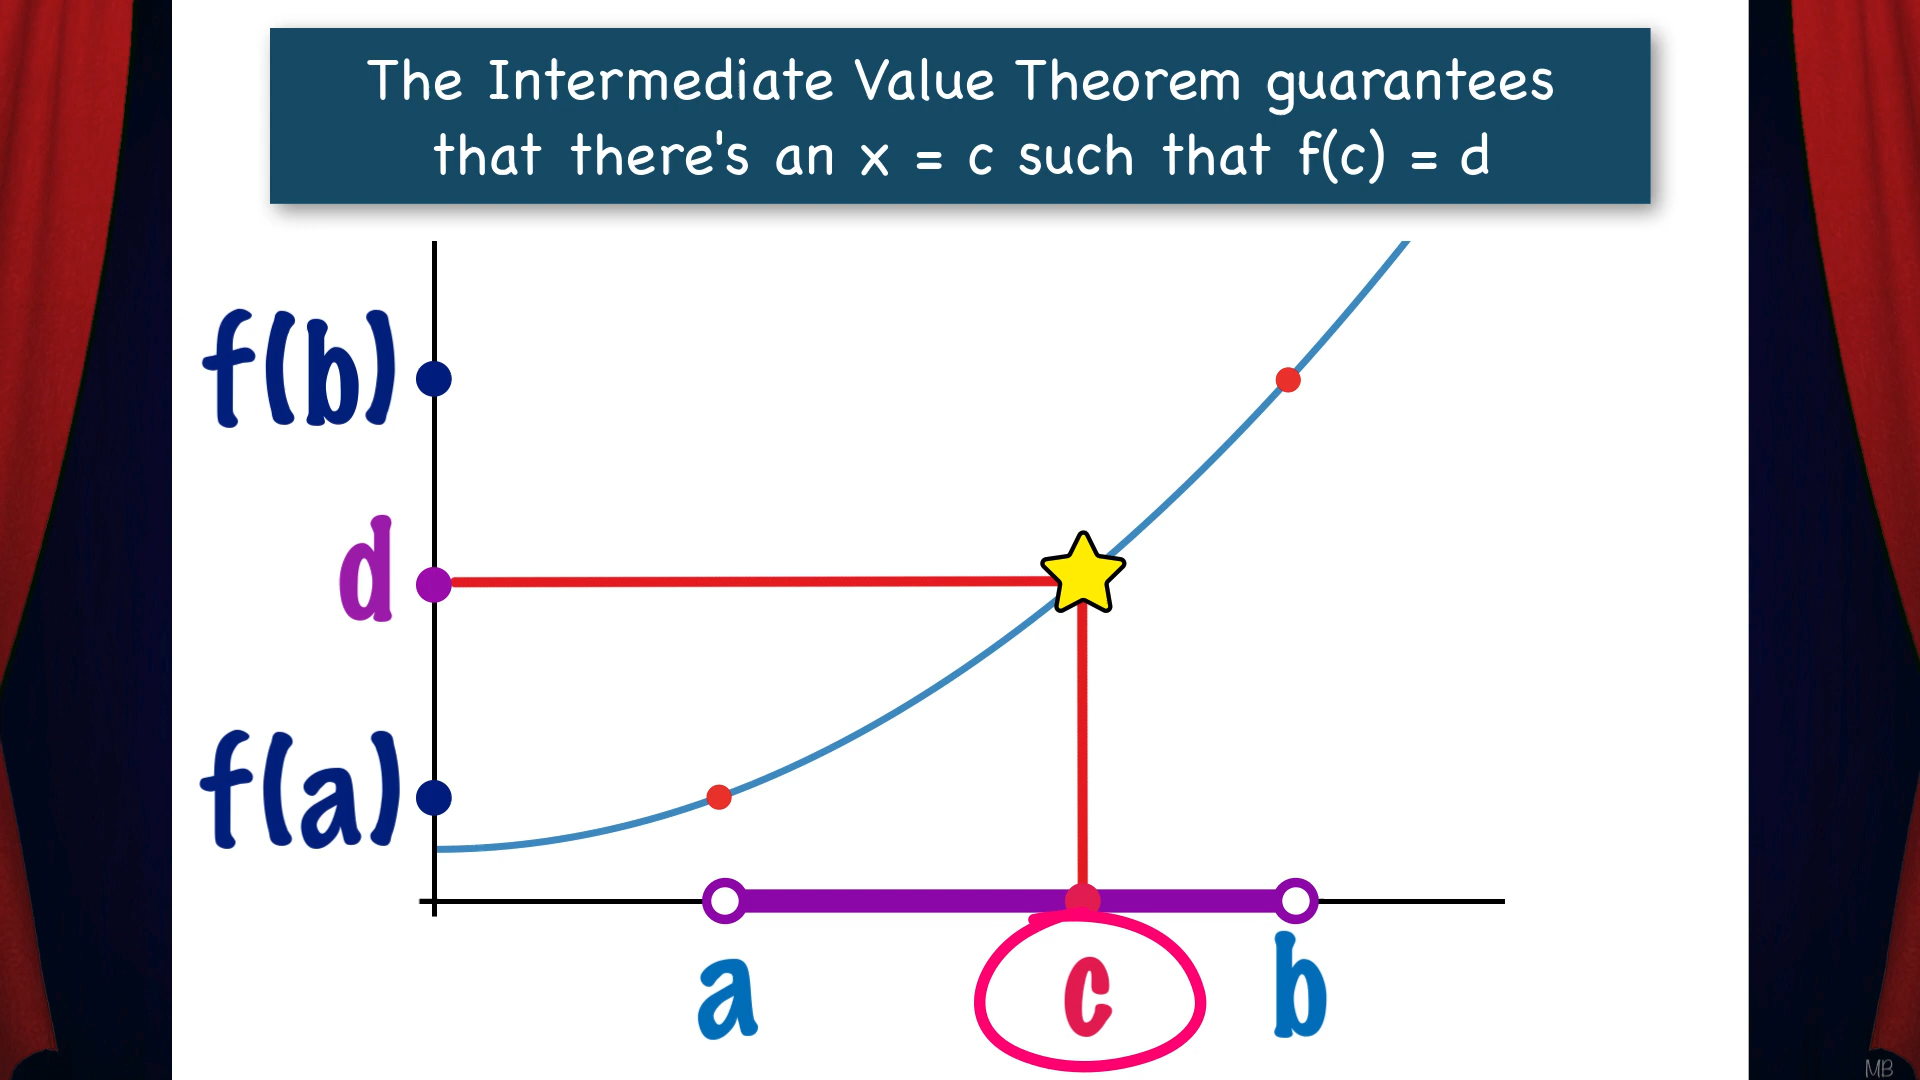 The Intermediate Value Theorem guarantees
that there's an x = c such that f(c) = d
f(b)
d
f(a)
a c b
MB